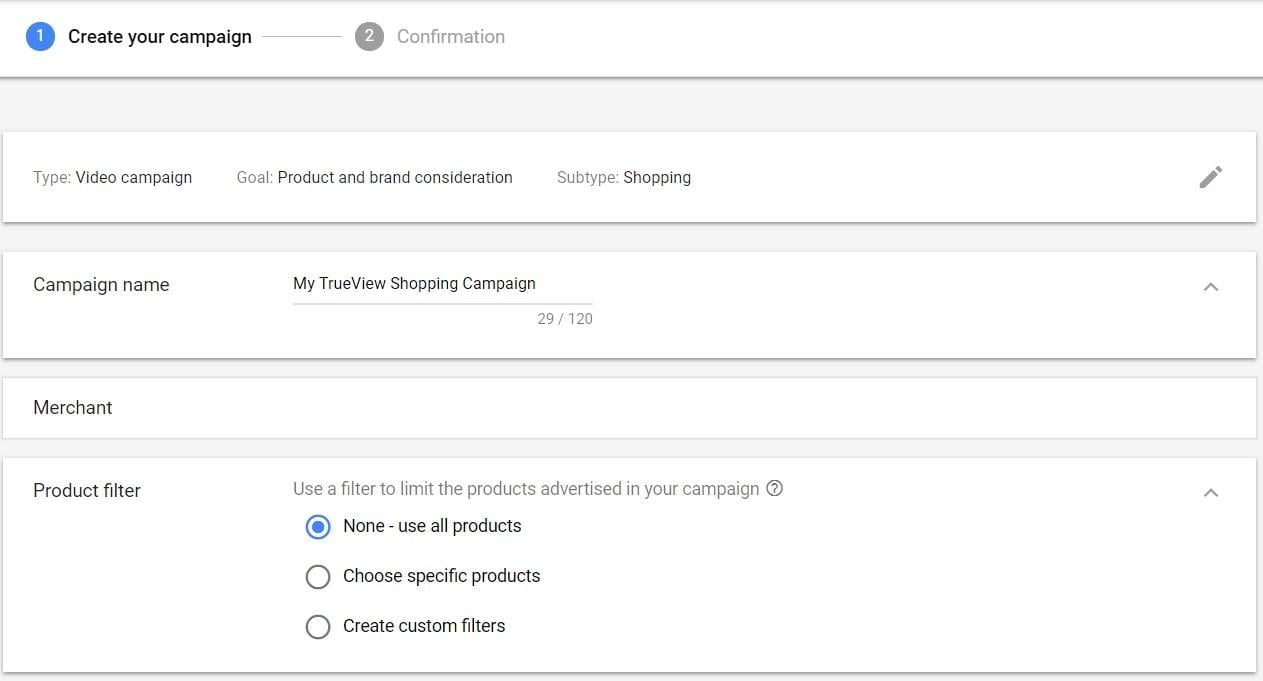 1 Create your campaign 2 Confirmation
Type: Video campaign Goal: Product and brand consideration Subtype: Shopping
Campaign name My TrueView Shopping Campaign
29 / 120
Merchant
Product filter Use a filter to limit the products advertised in your campaign ?
None - use all products
Choose specific products
Create custom filters